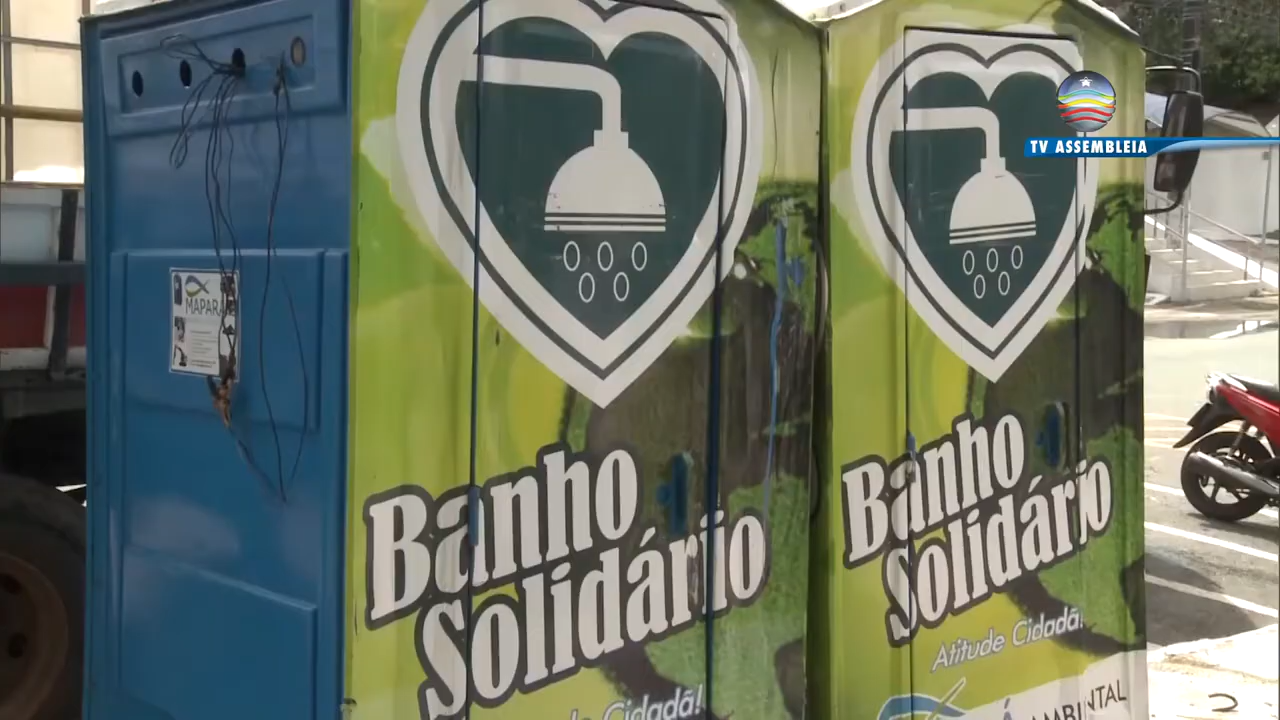 TV ASSEMBLEIA
MAPARÁ
Banho
Solidário
Cidadã!
Banho
Solidário
Atitude Cidadã!
AMBIENTAL